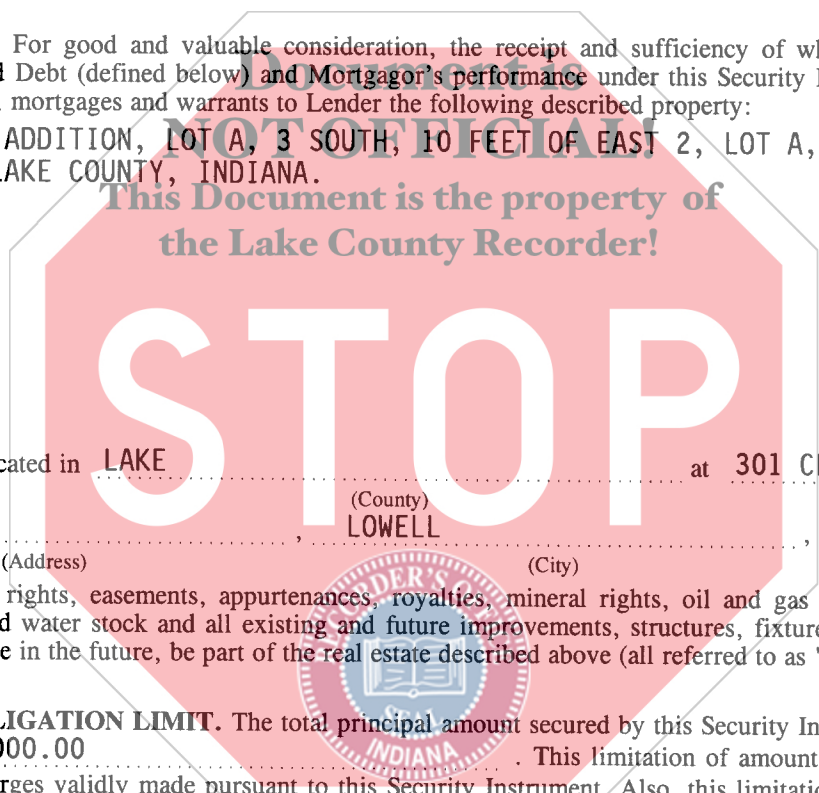 For good and valuable consideration, the receipt and sufficiency of
Debt (defined below) and Mortgagor's performance under this Security
Document is
mortgages and warrants to Lender the following described property:
NOT OFFICIAL!
ADDITION, LOT A, 3 SOUTH, 10 FEET OF EAST 2, LOT A,
LAKE COUNTY, INDIANA.
This Document is the property of
the Lake County Recorder!
STOP
cated in LAKE at 301
(County)
, LOWELL ,
(Address) (City)
rights, easements, appurtenances, royalties, mineral rights, oil and gas
d water stock and all existing and future improvements, structures,
e in the future, be part of the real estate described above (all referred to as "
RECORDER'S
SEAL
INDIANA
LIGATION LIMIT. The total principal amount secured by this Security
000.00 . This limitation of amount
rges validly made pursuant to this Security Instrument. Also, this